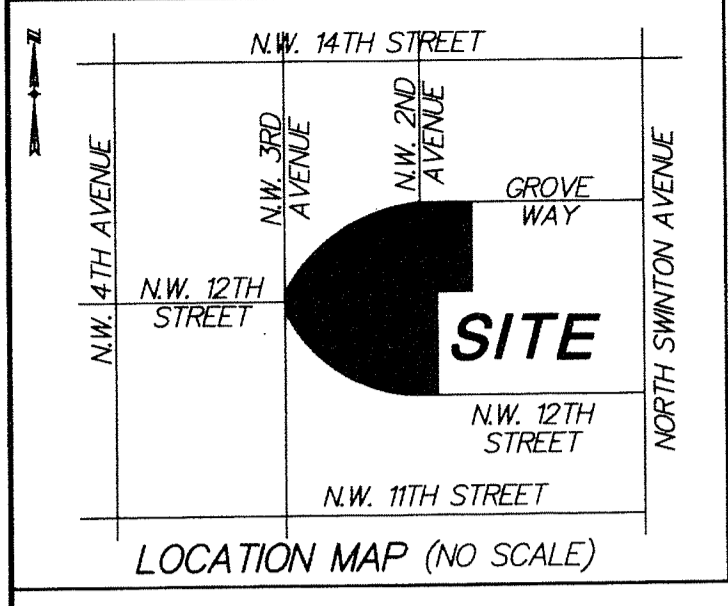 N
N.W. 14TH STREET
N.W. 4TH AVENUE
N.W. 3RD
AVENUE
N.W. 2ND
AVENUE
GROVE
WAY
NORTH SWINTON AVENUE
N.W. 12TH
STREET
SITE
N.W. 12TH
STREET
N.W. 11TH STREET
LOCATION MAP (NO SCALE)